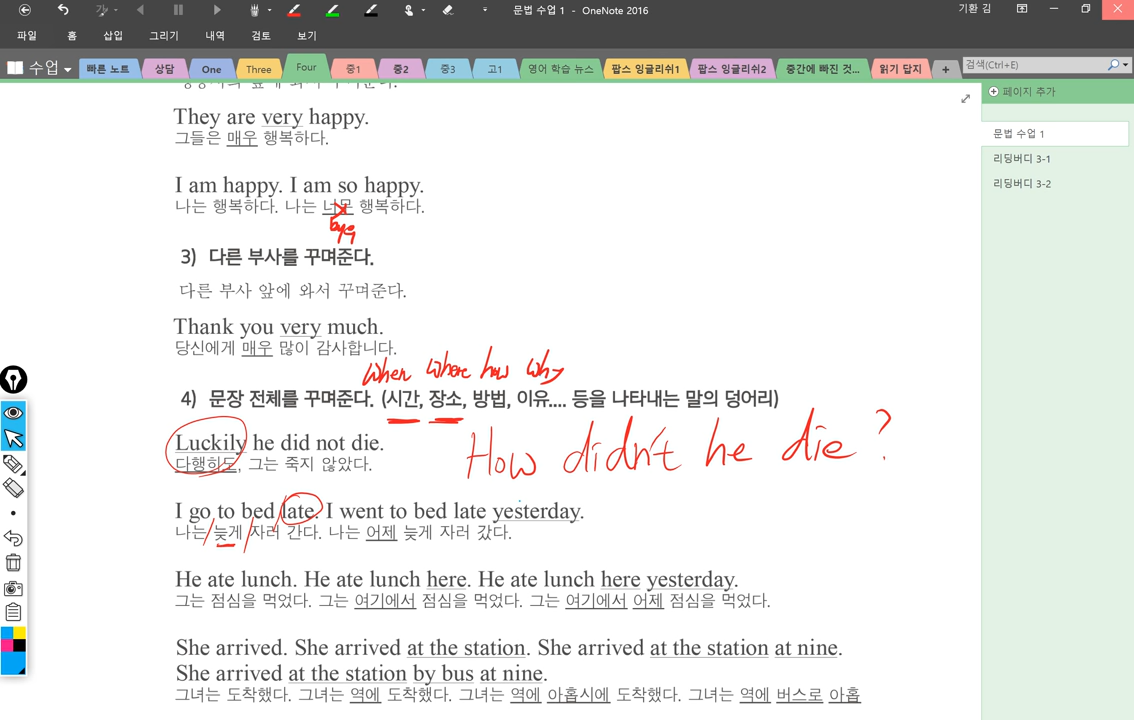 문법 수업 1 - OneNote 2016
기환 김
파일 홈 삽입 그리기 내역 검토 보기
수업 빠른 노트 상담 One Three Four 중1 중2 중3 고1 영어 학습 뉴스 팝스 잉글리쉬1 팝스 잉글리쉬2 중간에 빠진 것... 읽기 답지 + 검색(Ctrl+E)
페이지 추가
문법 수업 1
리딩버디 3-1
리딩버디 3-2
They are very happy.
그들은 매우 행복하다.
I am happy. I am so happy.
나는 행복하다. 나는 너무 행복하다.
3) 다른 부사를 꾸며준다.
다른 부사 앞에 와서 꾸며준다.
Thank you very much.
당신에게 매우 많이 감사합니다.
when where how why
4) 문장 전체를 꾸며준다. (시간, 장소, 방법, 이유.... 등을 나타내는 말의 덩어리)
Luckily he did not die.
다행히도, 그는 죽지 않았다.
How didn't he die?
I go to bed late. I went to bed late yesterday.
나는 늦게 자러 간다. 나는 어제 늦게 자러 갔다.
He ate lunch. He ate lunch here. He ate lunch here yesterday.
그는 점심을 먹었다. 그는 여기에서 점심을 먹었다. 그는 여기에서 어제 점심을 먹었다.
She arrived. She arrived at the station. She arrived at the station at nine.
She arrived at the station by bus at nine.
그녀는 도착했다. 그녀는 역에 도착했다. 그녀는 역에 아홉시에 도착했다. 그녀는 역에 버스로 아홉